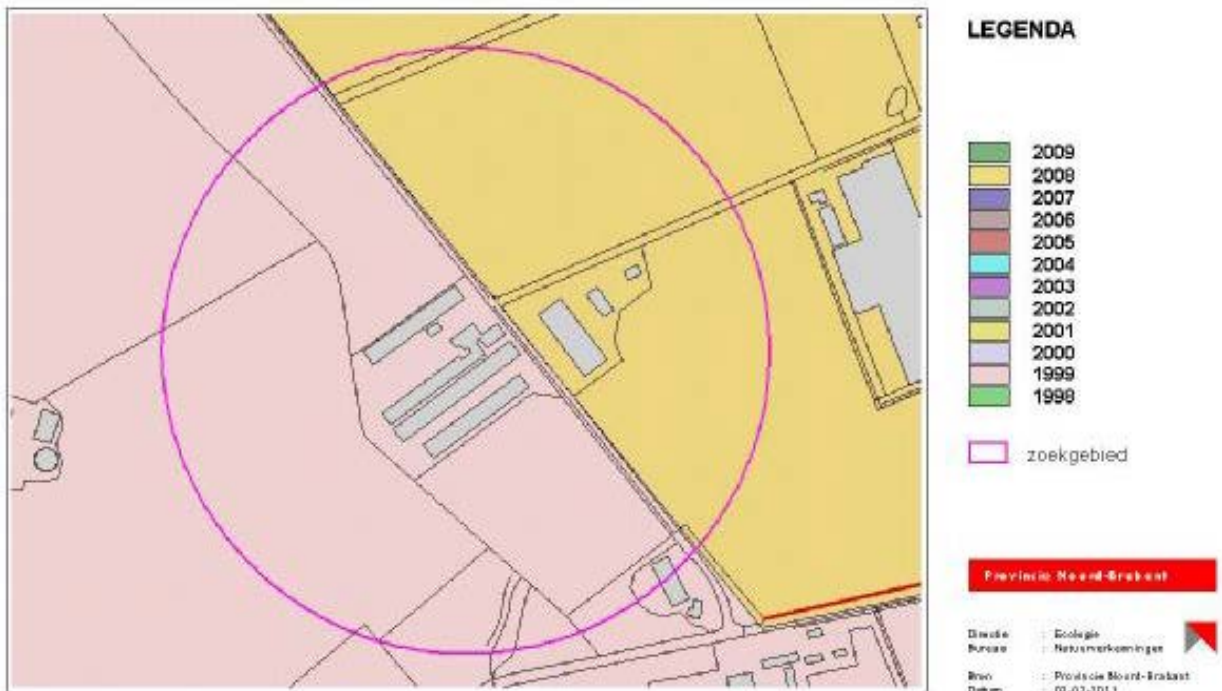 LEGENDA
2009
2008
2007
2006
2005
2004
2003
2002
2001
2000
1999
1998
zoekgebied
Provincie Noord-Brabant
Directie : Ecologie
Bureau : Natuurverkenningen
Bron : Provincie Noord-Brabant
Datum